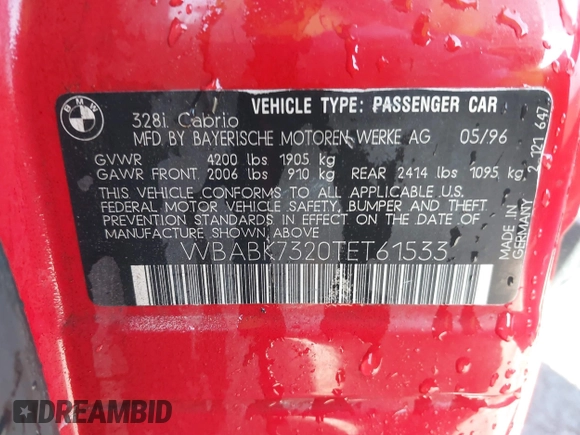 BMW
VEHICLE TYPE: PASSENGER CAR
328i Cabrio
MFD BY BAYERISCHE MOTOREN WERKE AG 05/96
GVWR 4200 lbs 1905 kg
GAWR FRONT 2006 lbs 910 kg REAR 2414 lbs 1095 kg
THIS VEHICLE CONFORMS TO ALL APPLICABLE U.S.
FEDERAL MOTOR VEHICLE SAFETY, BUMPER AND THEFT
PREVENTION STANDARDS IN EFFECT ON THE DATE OF
MANUFACTURE SHOWN ABOVE
WBABK7320TET61533
MADE IN
GERMANY
2 121 647
DREAMBID